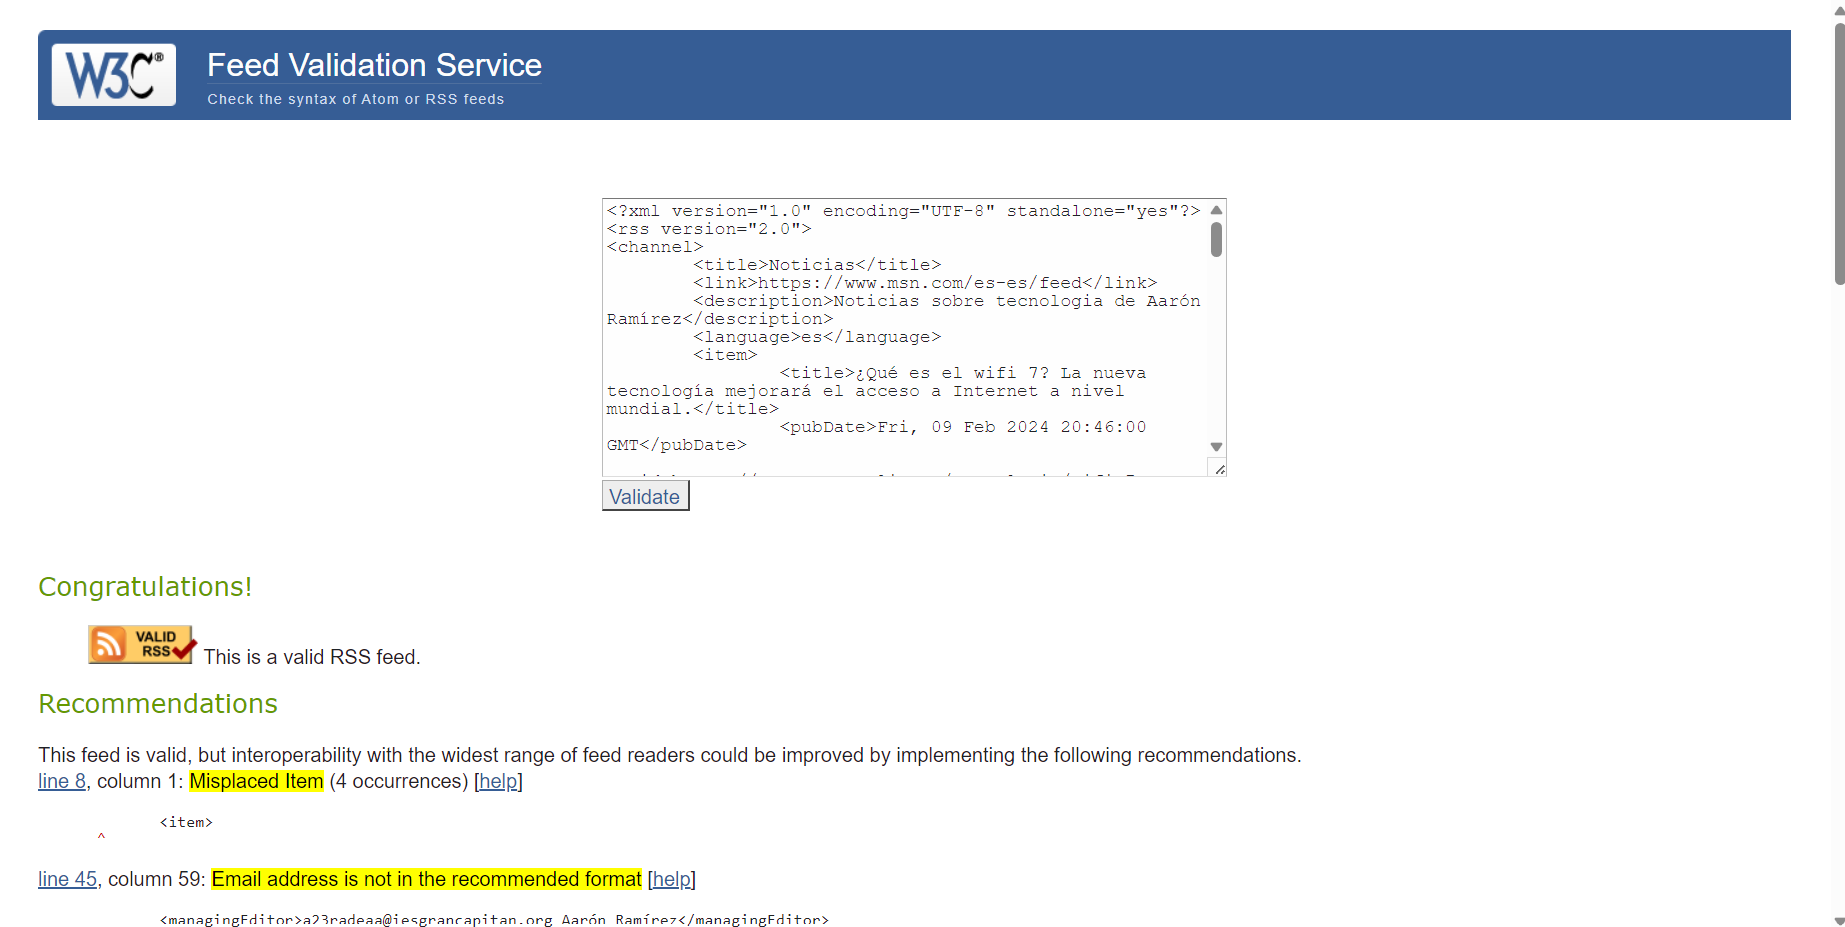 W3C®
Feed Validation Service
Check the syntax of Atom or RSS feeds
<?xml version="1.0" encoding="UTF-8" standalone="yes"?>
<rss version="2.0">
<channel>
<title>Noticias</title>
<link>https://www.msn.com/es-es/feed</link>
<description>Noticias sobre tecnologia de Aarón
Ramírez</description>
<language>es</language>
<item>
<title>¿Qué es el wifi 7? La nueva
tecnología mejorará el acceso a Internet a nivel
mundial.</title>
<pubDate>Fri, 09 Feb 2024 20:46:00
GMT</pubDate>
Validate
Congratulations!
VALID
RSS
This is a valid RSS feed.
Recommendations
This feed is valid, but interoperability with the widest range of feed readers could be improved by implementing the following recommendations.
line 8, column 1: Misplaced Item (4 occurrences) [help]
<item>
^
line 45, column 59: Email address is not in the recommended format [help]
<managingEditor>a23radeaa@iesgrancapitan.org Aarón Ramírez</managingEditor>